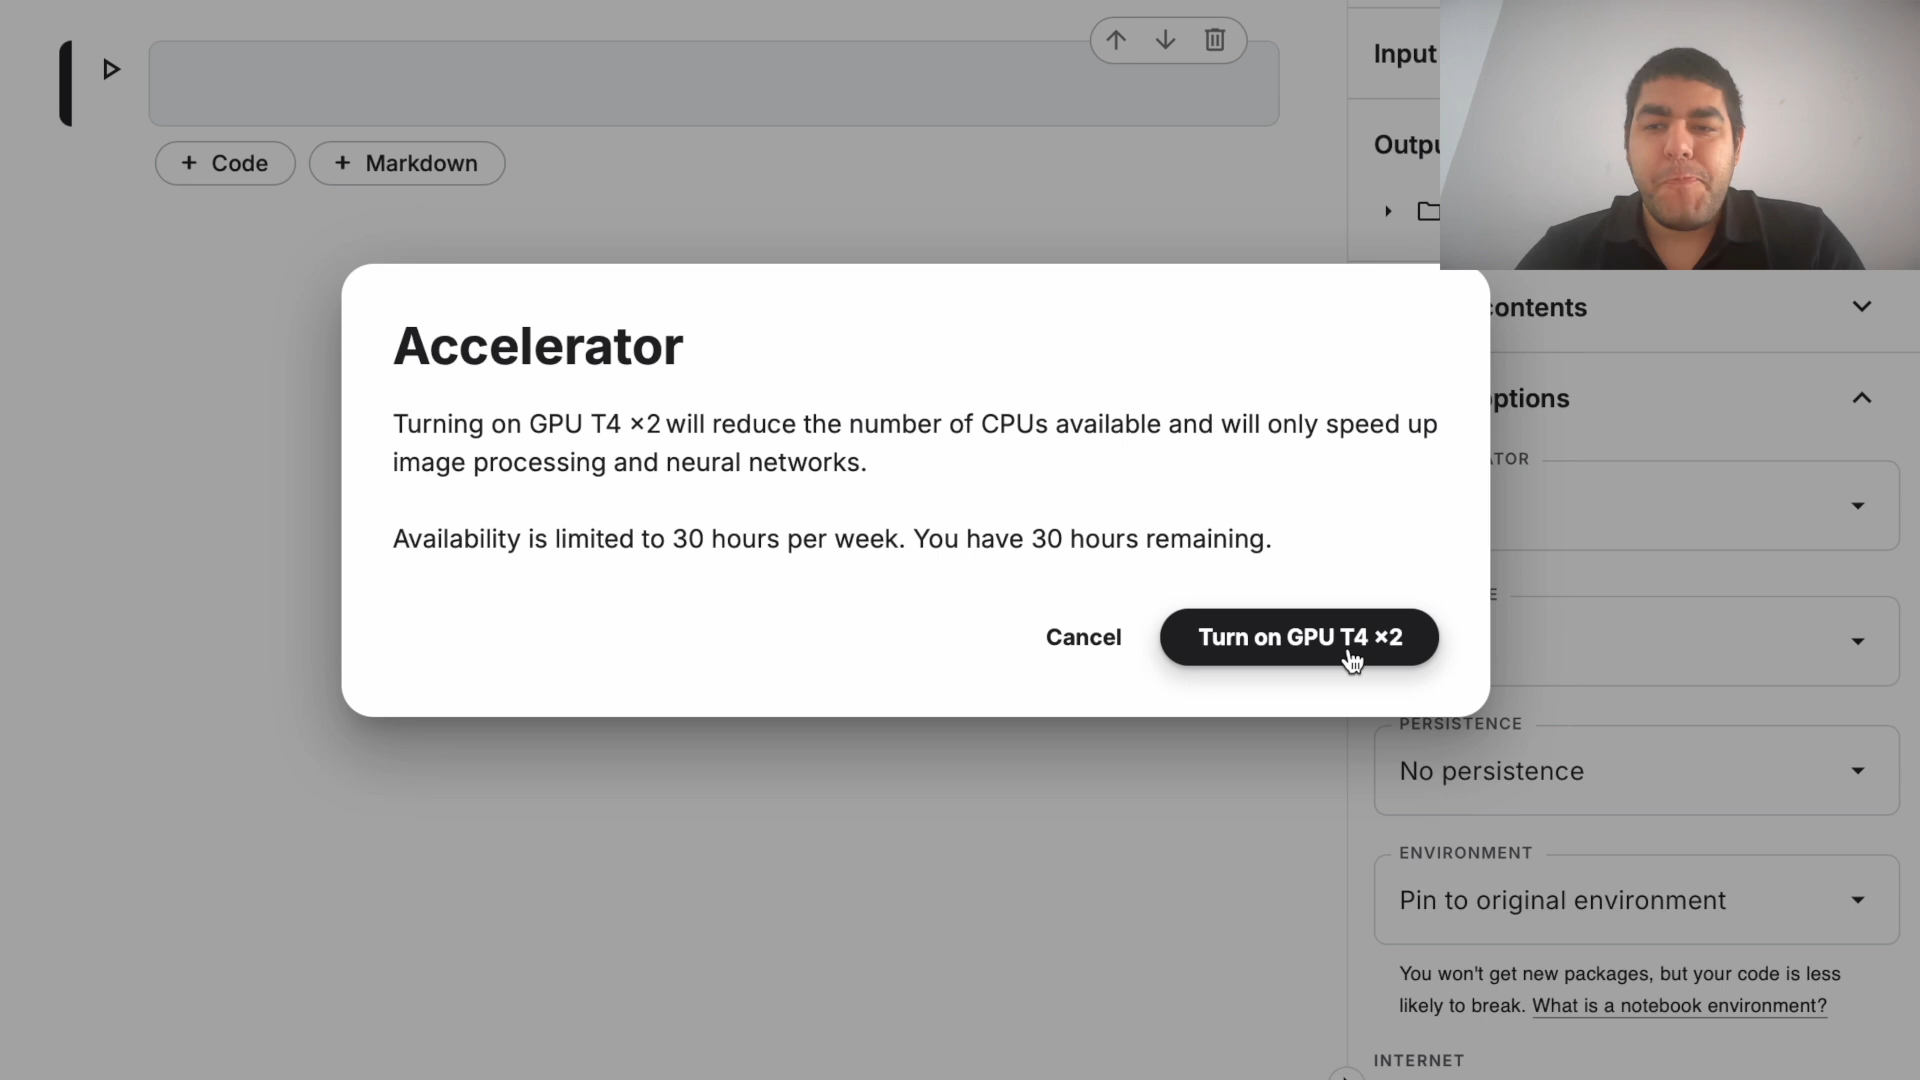 + Code
+ Markdown
Input
Outpu
Accelerator
Turning on GPU T4 ×2 will reduce the number of CPUs available and will only speed up
image processing and neural networks.
Availability is limited to 30 hours per week. You have 30 hours remaining.
Cancel
Turn on GPU T4 ×2
contents
ptions
TOR
E
PERSISTENCE
No persistence
ENVIRONMENT
Pin to original environment
You won't get new packages, but your code is less
likely to break. What is a notebook environment?
INTERNET